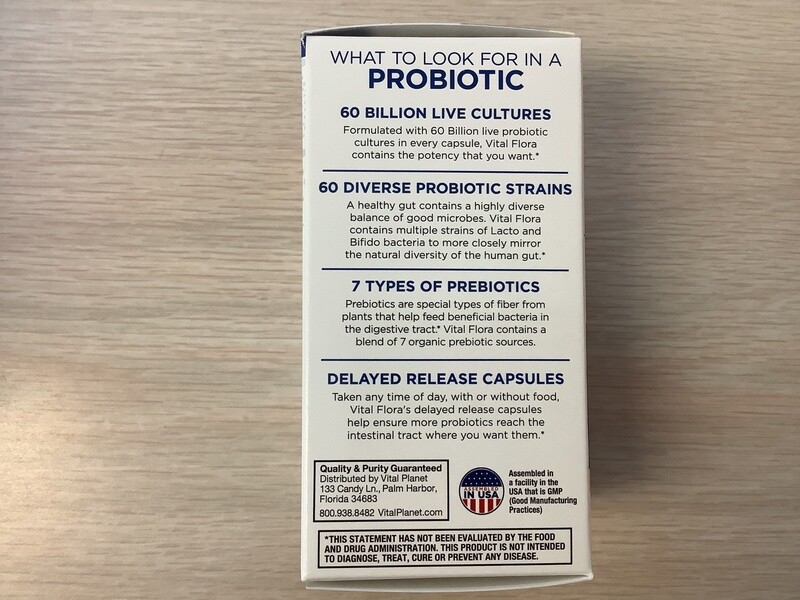 WHAT TO LOOK FOR IN A
PROBIOTIC
60 BILLION LIVE CULTURES
Formulated with 60 Billion live probiotic
cultures in every capsule, Vital Flora
contains the potency that you want.*
60 DIVERSE PROBIOTIC STRAINS
A healthy gut contains a highly diverse
balance of good microbes. Vital Flora
contains multiple strains of Lacto and
Bifido bacteria to more closely mirror
the natural diversity of the human gut.*
7 TYPES OF PREBIOTICS
Prebiotics are special types of fiber from
plants that help feed beneficial bacteria in
the digestive tract.* Vital Flora contains a
blend of 7 organic prebiotic sources.
DELAYED RELEASE CAPSULES
Taken any time of day, with or without food,
Vital Flora's delayed release capsules
help ensure more probiotics reach the
intestinal tract where you want them.*
Quality & Purity Guaranteed
Distributed by Vital Planet
133 Candy Ln., Palm Harbor,
Florida 34683
800.938.8482 VitalPlanet.com
ASSEMBLED
IN USA
Assembled in
a facility in the
USA that is GMP
(Good Manufacturing
Practices)
*THIS STATEMENT HAS NOT BEEN EVALUATED BY THE FOOD
AND DRUG ADMINISTRATION. THIS PRODUCT IS NOT INTENDED
TO DIAGNOSE, TREAT, CURE OR PREVENT ANY DISEASE.